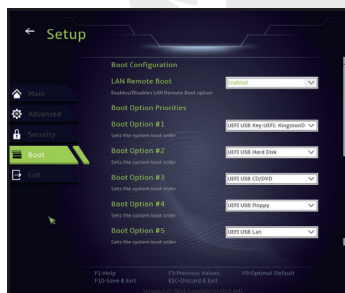 Setup
Boot Configuration
LAN Remote Boot
Enabled
Enables/Disables LAN Remote Boot option
Main
Boot Option Priorities
Advanced
Boot Option #1
UEFI USB Key:UEFI: KingstonD
Sets the system boot order
Security
Boot Option #2
UEFI USB Hard Disk
Sets the system boot order
Boot
Boot Option #3
UEFI USB CD/DVD
Sets the system boot order
Exit
Boot Option #4
UEFI USB Floppy
Sets the system boot order
Boot Option #5
UEFI USB Lan
Sets the system boot order
F1-Help
F3-Previous Values
F9-Optimal Default
F10-Save & Exit
ESC-Discard & Exit